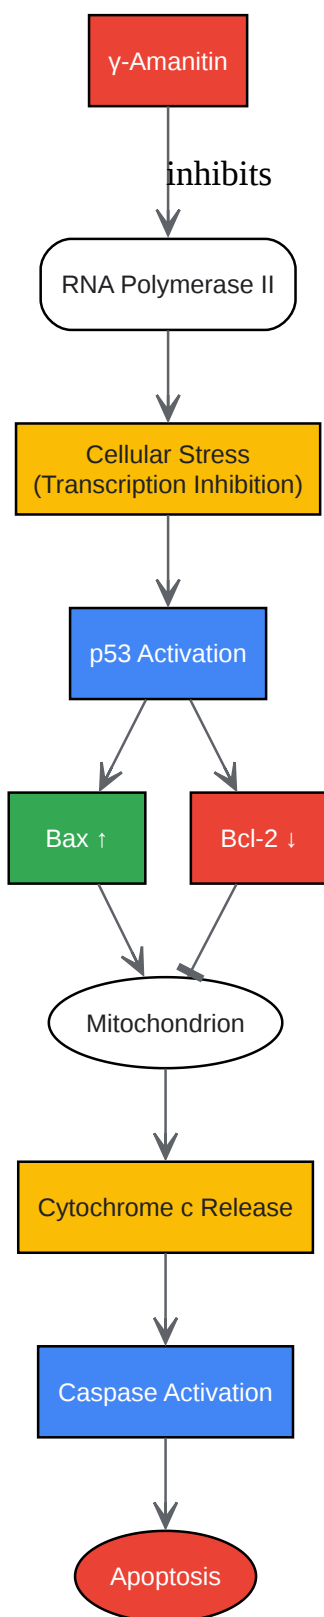 γ-Amanitin
inhibits
RNA Polymerase II
Cellular Stress
(Transcription Inhibition)
p53 Activation
Bax ↑
Bcl-2 ↓
Mitochondrion
Cytochrome c Release
Caspase Activation
Apoptosis